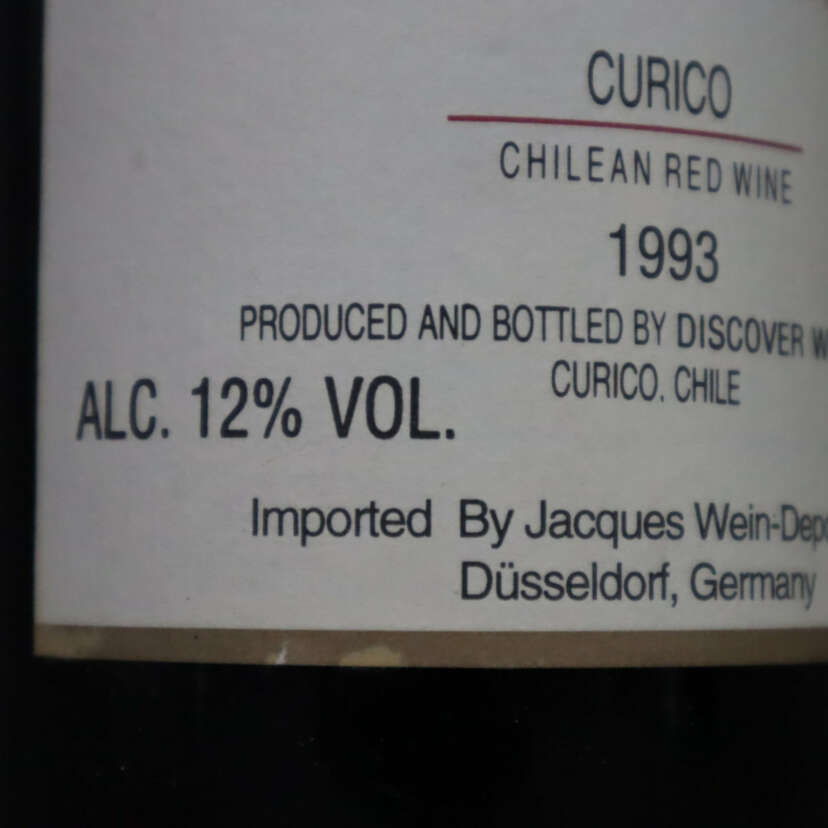 CURICO
CHILEAN RED WINE
1993
PRODUCED AND BOTTLED BY DISCOVER
CURICO. CHILE
ALC. 12% VOL.
Imported By Jacques
Düsseldorf, Germany